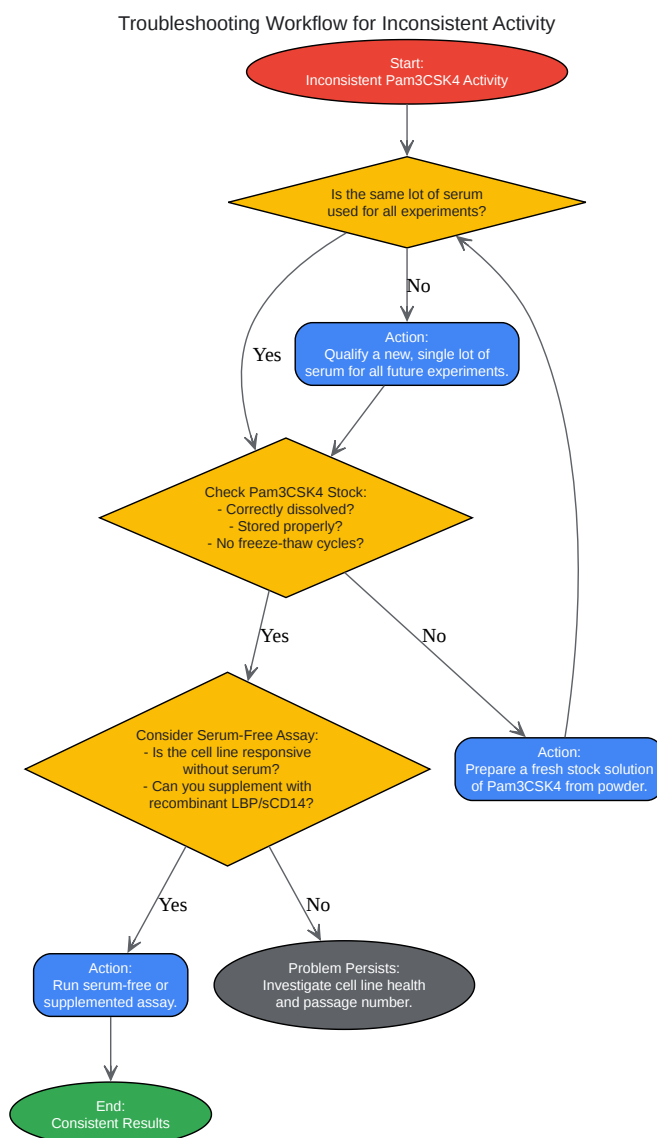 Troubleshooting Workflow for Inconsistent Activity
Start:
Inconsistent Pam3CSK4 Activity
Is the same lot of serum
used for all experiments?
No
Yes
Action:
Qualify a new, single lot of
serum for all future experiments.
Check Pam3CSK4 Stock:
- Correctly dissolved?
- Stored properly?
- No freeze-thaw cycles?
Yes
No
Consider Serum-Free Assay:
- Is the cell line responsive
without serum?
- Can you supplement with
recombinant LBP/sCD14?
Action:
Prepare a fresh stock solution
of Pam3CSK4 from powder.
Yes
No
Action:
Run serum-free or
supplemented assay.
Problem Persists:
Investigate cell line health
and passage number.
End:
Consistent Results